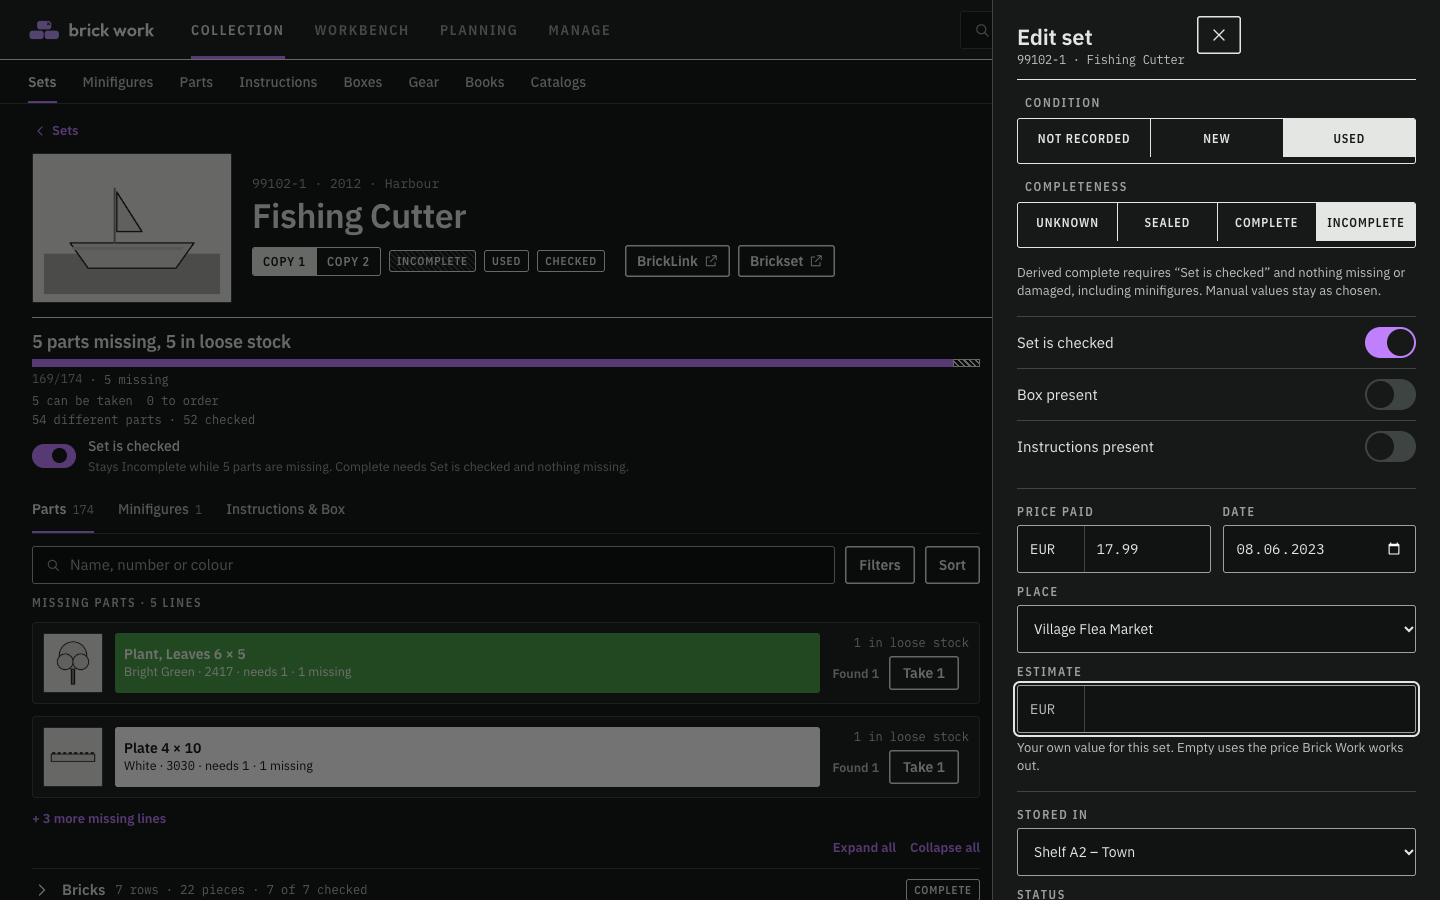 brick work
COLLECTION
WORKBENCH
PLANNING
MANAGE
Sets
Minifigures
Parts
Instructions
Boxes
Gear
Books
Catalogs
Sets
99102-1 · 2012 · Harbour
Fishing Cutter
COPY 1
COPY 2
INCOMPLETE
USED
CHECKED
BrickLink
Brickset
5 parts missing, 5 in loose stock
169/174 · 5 missing
5 can be taken 0 to order
54 different parts · 52 checked
Set is checked
Stays Incomplete while 5 parts are missing. Complete needs Set is checked and nothing missing.
Parts 174
Minifigures 1
Instructions & Box
Name, number or colour
Filters
Sort
MISSING PARTS · 5 LINES
Plant, Leaves 6 × 5
Bright Green · 2417 · needs 1 · 1 missing
1 in loose stock
Found 1
Take 1
Plate 4 × 10
White · 3030 · needs 1 · 1 missing
1 in loose stock
Found 1
Take 1
+ 3 more missing lines
Expand all
Collapse all
Bricks 7 rows · 22 pieces · 7 of 7 checked
COMPLETE
Edit set
99102-1 · Fishing Cutter
CONDITION
NOT RECORDED
NEW
USED
COMPLETENESS
UNKNOWN
SEALED
COMPLETE
INCOMPLETE
Derived complete requires “Set is checked” and nothing missing or
damaged, including minifigures. Manual values stay as chosen.
Set is checked
Box present
Instructions present
PRICE PAID
DATE
EUR
17.99
08.06.2023
PLACE
Village Flea Market
ESTIMATE
EUR
Your own value for this set. Empty uses the price Brick Work works
out.
STORED IN
Shelf A2 – Town
STATUS